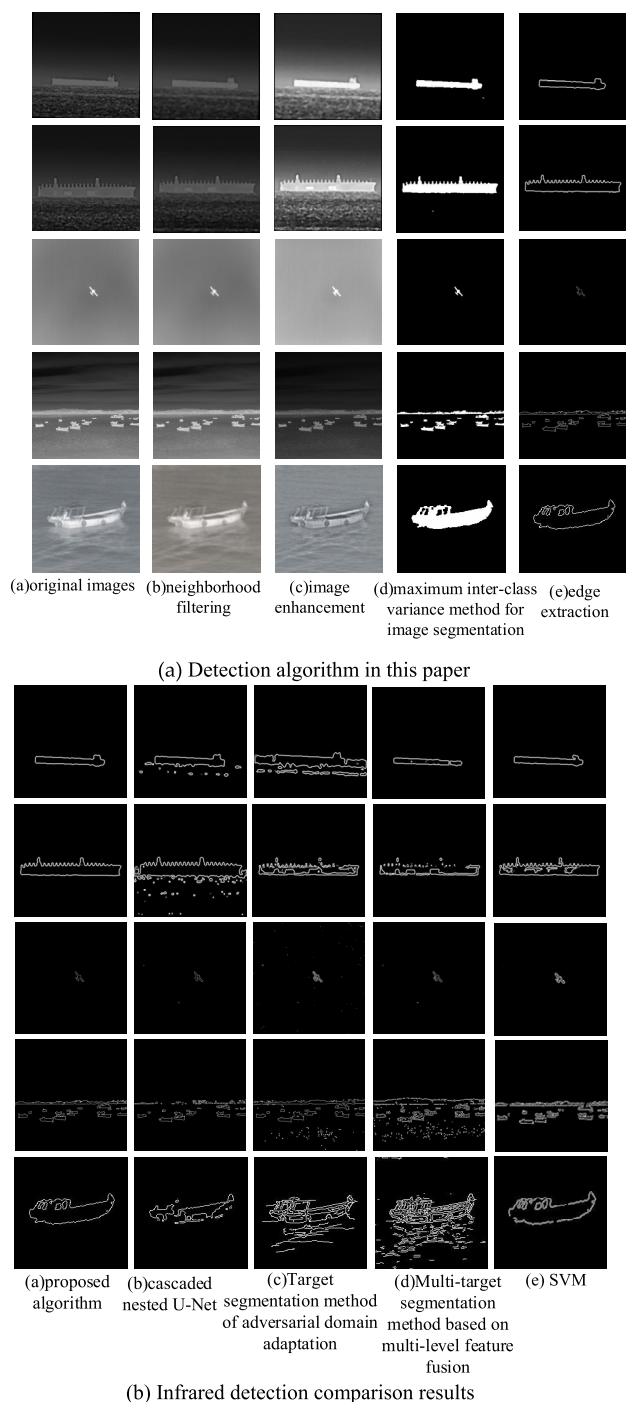 (a)original images
(b)neighborhood
filtering
(c)image
enhancement
(d)maximum inter-class
variance method for
image segmentation
(e)edge
extraction
(a) Detection algorithm in this paper
(a)proposed
algorithm
(b)cascaded
nested U-Net
(c)Target
segmentation method
of adversarial domain
adaptation
(d)Multi-target
segmentation
method based on
multi-level feature
fusion
(e) SVM
(b) Infrared detection comparison results